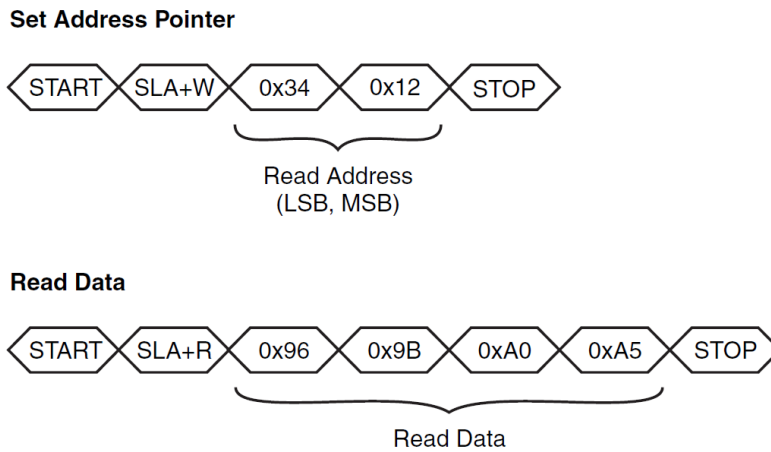 Set Address Pointer
START SLA+W 0x34 0x12 STOP
Read Address
(LSB, MSB)
Read Data
START SLA+R 0x96 0x9B 0xA0 0xA5 STOP
Read Data